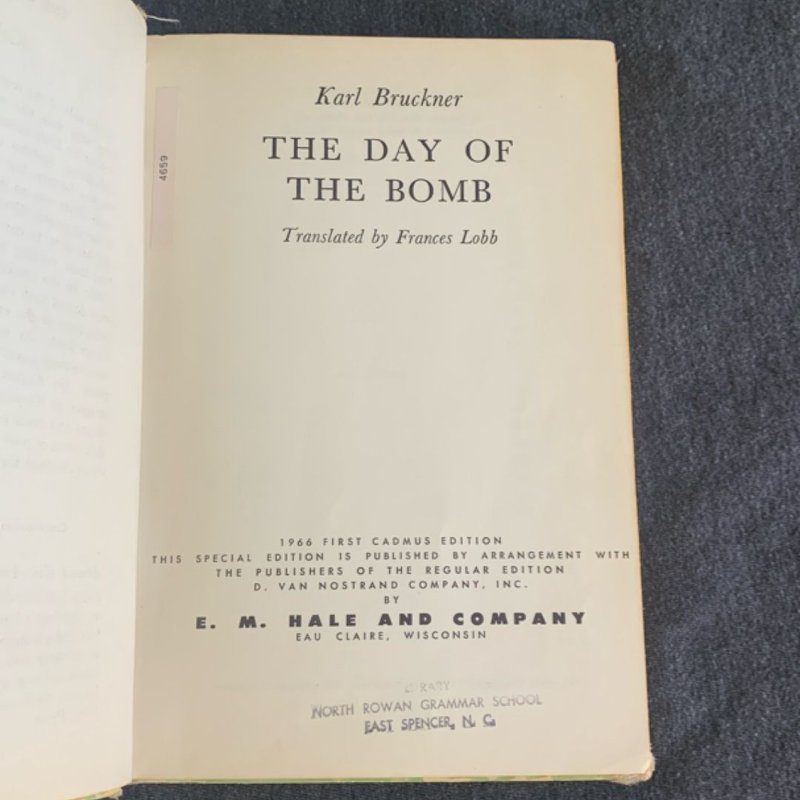 4659
Karl Bruckner
THE DAY OF
THE BOMB
Translated by Frances Lobb
1966 FIRST CADMUS EDITION
THIS SPECIAL EDITION IS PUBLISHED BY ARRANGEMENT WITH
THE PUBLISHERS OF THE REGULAR EDITION
D. VAN NOSTRAND COMPANY, INC.
BY
E. M. HALE AND COMPANY
EAU CLAIRE, WISCONSIN
NORTH ROWAN GRAMMAR SCHOOL
EAST SPENCER, N. C.